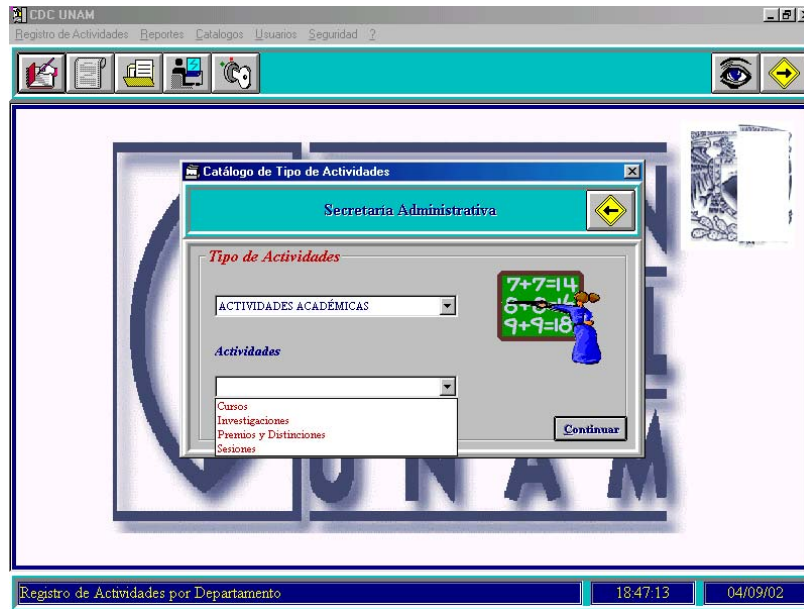 CDC UNAM
Registro de Actividades Reportes Catalogos Usuarios Seguridad ?
Catálogo de Tipo de Actividades
Secretaría Administrativa
Tipo de Actividades
7+7=14
9+9=18
ACTIVIDADES ACADÉMICAS
Actividades
Cursos
Investigaciones
Premios y Distinciones
Sesiones
Continuar
U N A M
Registro de Actividades por Departamento 18:47:13 04/09/02